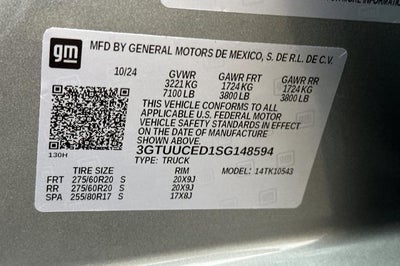 gm
MFD BY GENERAL MOTORS DE MEXICO, S. DE R.L. DE C.V.
10/24 GVWR GAWR FRT GAWR RR
3221 KG 1724 KG 1724 KG
7100 LB 3800 LB 3800 LB
THIS VEHICLE CONFORMS TO ALL
APPLICABLE U.S. FEDERAL MOTOR
VEHICLE SAFETY STANDARDS IN EFFECT
ON THE DATE OF MANUFACTURE
SHOWN ABOVE.
3GTUUCED1SG148594
130H TYPE: TRUCK
TIRE SIZE RIM MODEL: 14TK10543
FRT 275/60R20 S 20X9J
RR 275/60R20 S 20X9J
SPA 255/80R17 S 17X8J